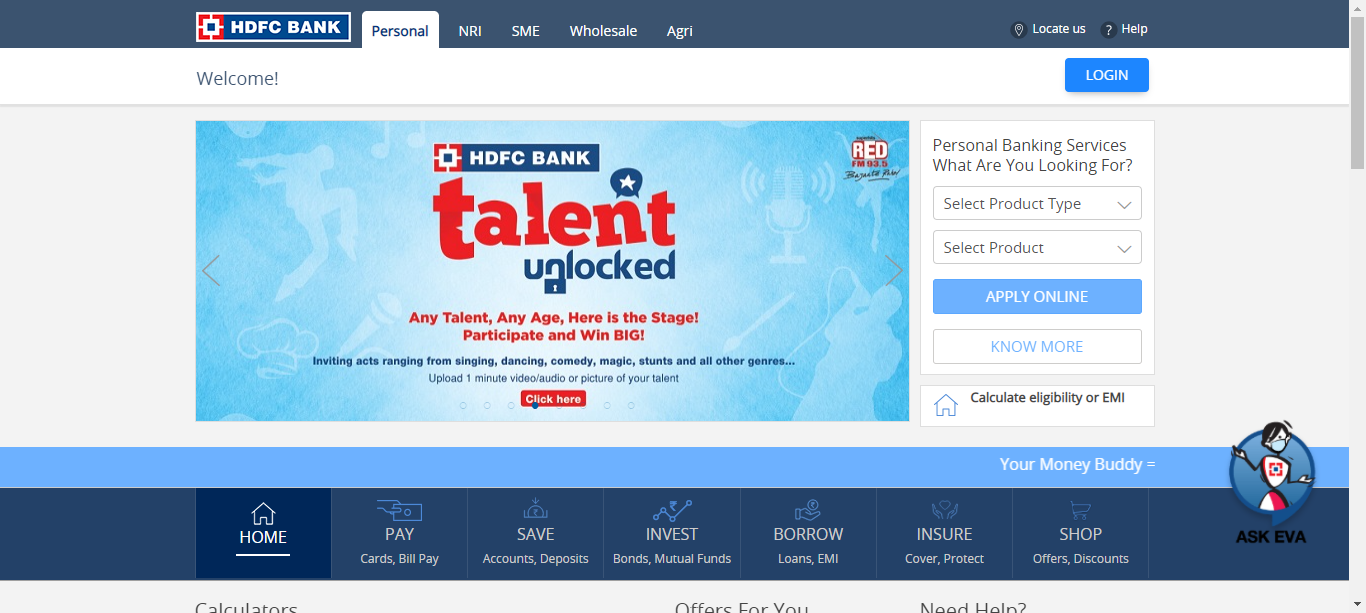 HDFC BANK
Personal
NRI
SME
Wholesale
Agri
Locate us
? Help
Welcome!
LOGIN
HDFC BANK
talent
unlocked
Any Talent, Any Age, Here is the Stage!
Participate and Win BIG!
Inviting acts ranging from singing, dancing, comedy, magic, stunts and all other genres...
Upload 1 minute video/audio or picture of your talent
Click here
RED
FM 93.5
Bajaate Raho!
Personal Banking Services
What Are You Looking For?
Select Product Type
Select Product
APPLY ONLINE
KNOW MORE
Calculate eligibility or EMI
Your Money Buddy =
HOME
PAY
Cards, Bill Pay
SAVE
Accounts, Deposits
INVEST
Bonds, Mutual Funds
BORROW
Loans, EMI
INSURE
Cover, Protect
SHOP
Offers, Discounts
ASK EVA
Calculators
Offers For You
Need Help?